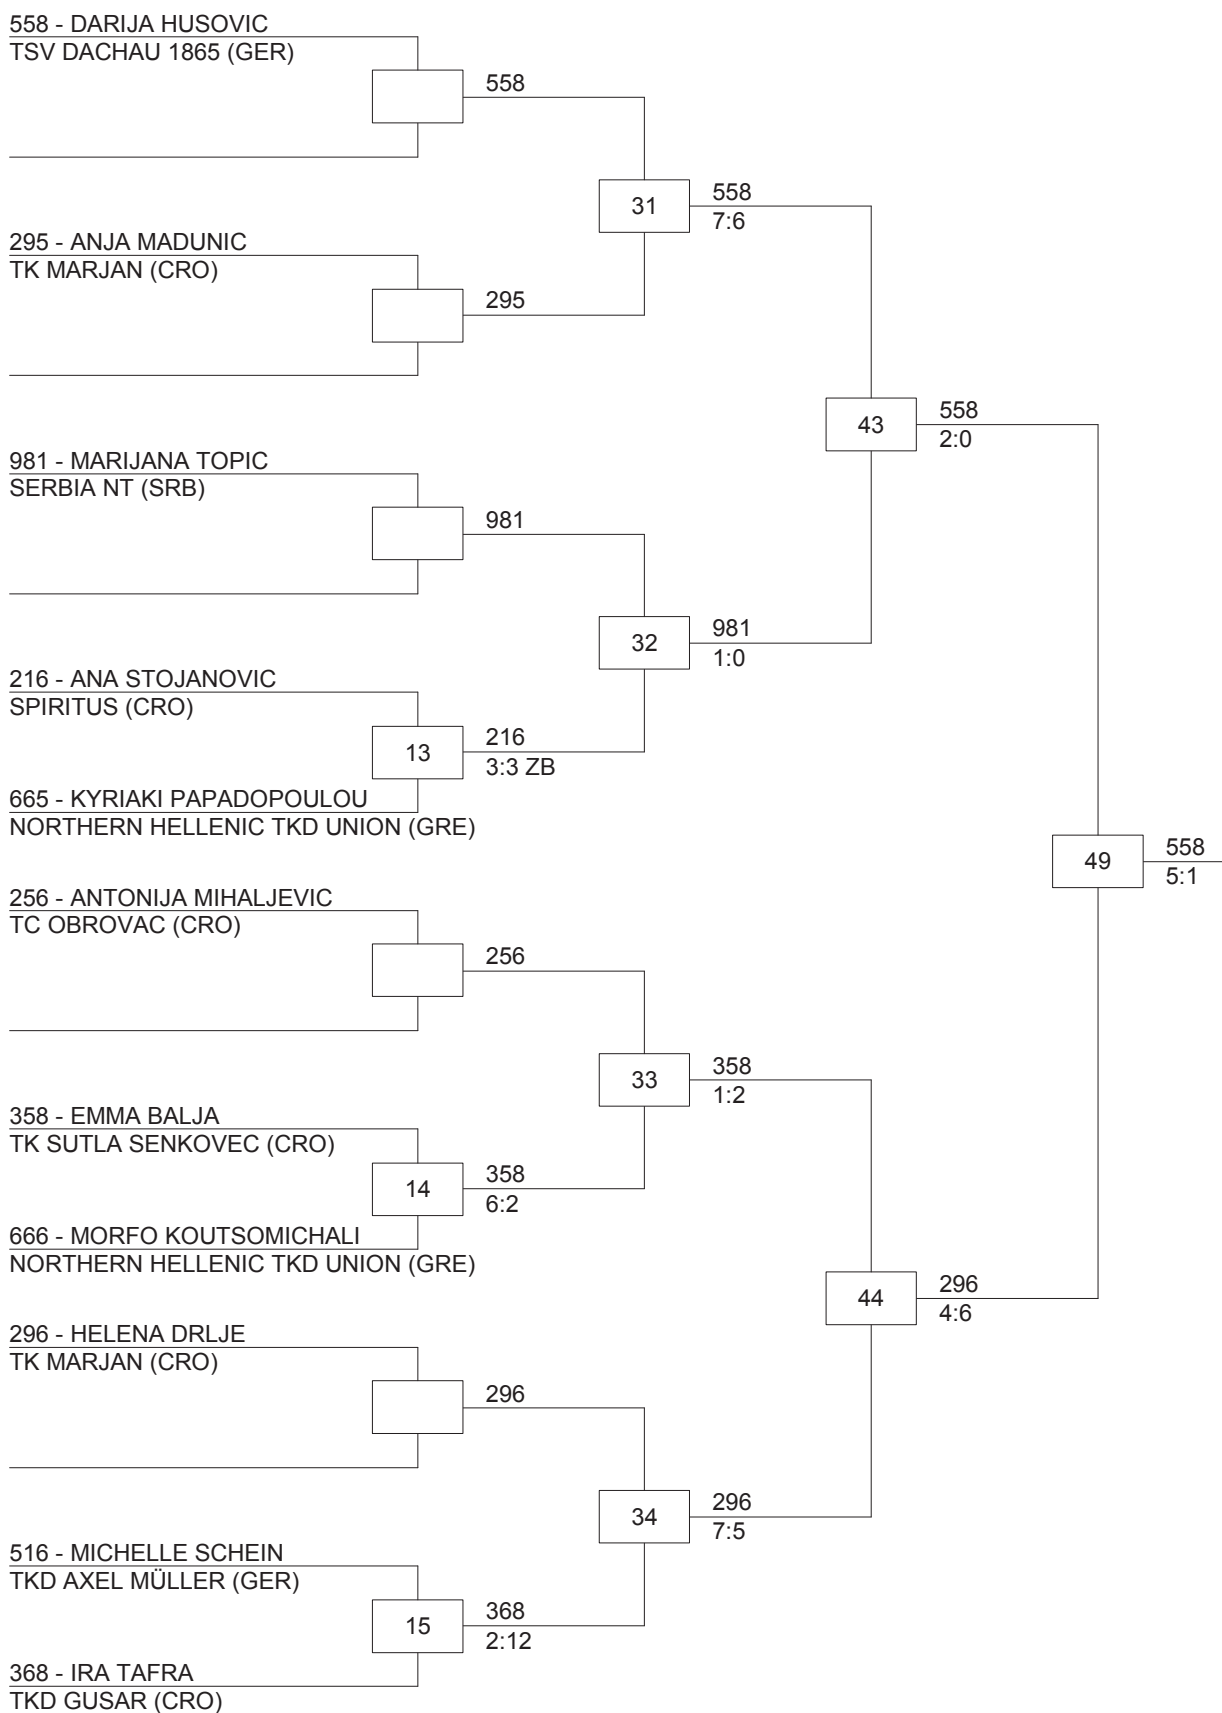 558 - DARIJA HUSOVIC
TSV DACHAU 1865 (GER)
558
31
558
7:6
295 - ANJA MADUNIC
TK MARJAN (CRO)
295
43
558
2:0
981 - MARIJANA TOPIC
SERBIA NT (SRB)
981
32
981
1:0
216 - ANA STOJANOVIC
SPIRITUS (CRO)
13
216
3:3 ZB
665 - KYRIAKI PAPADOPOULOU
NORTHERN HELLENIC TKD UNION (GRE)
49
558
5:1
256 - ANTONIJA MIHALJEVIC
TC OBROVAC (CRO)
256
33
358
1:2
358 - EMMA BALJA
TK SUTLA SENKOVEC (CRO)
14
358
6:2
666 - MORFO KOUTSOMICHALI
NORTHERN HELLENIC TKD UNION (GRE)
44
296
4:6
296 - HELENA DRLJE
TK MARJAN (CRO)
296
34
296
7:5
516 - MICHELLE SCHEIN
TKD AXEL MÜLLER (GER)
15
368
2:12
368 - IRA TAFRA
TKD GUSAR (CRO)